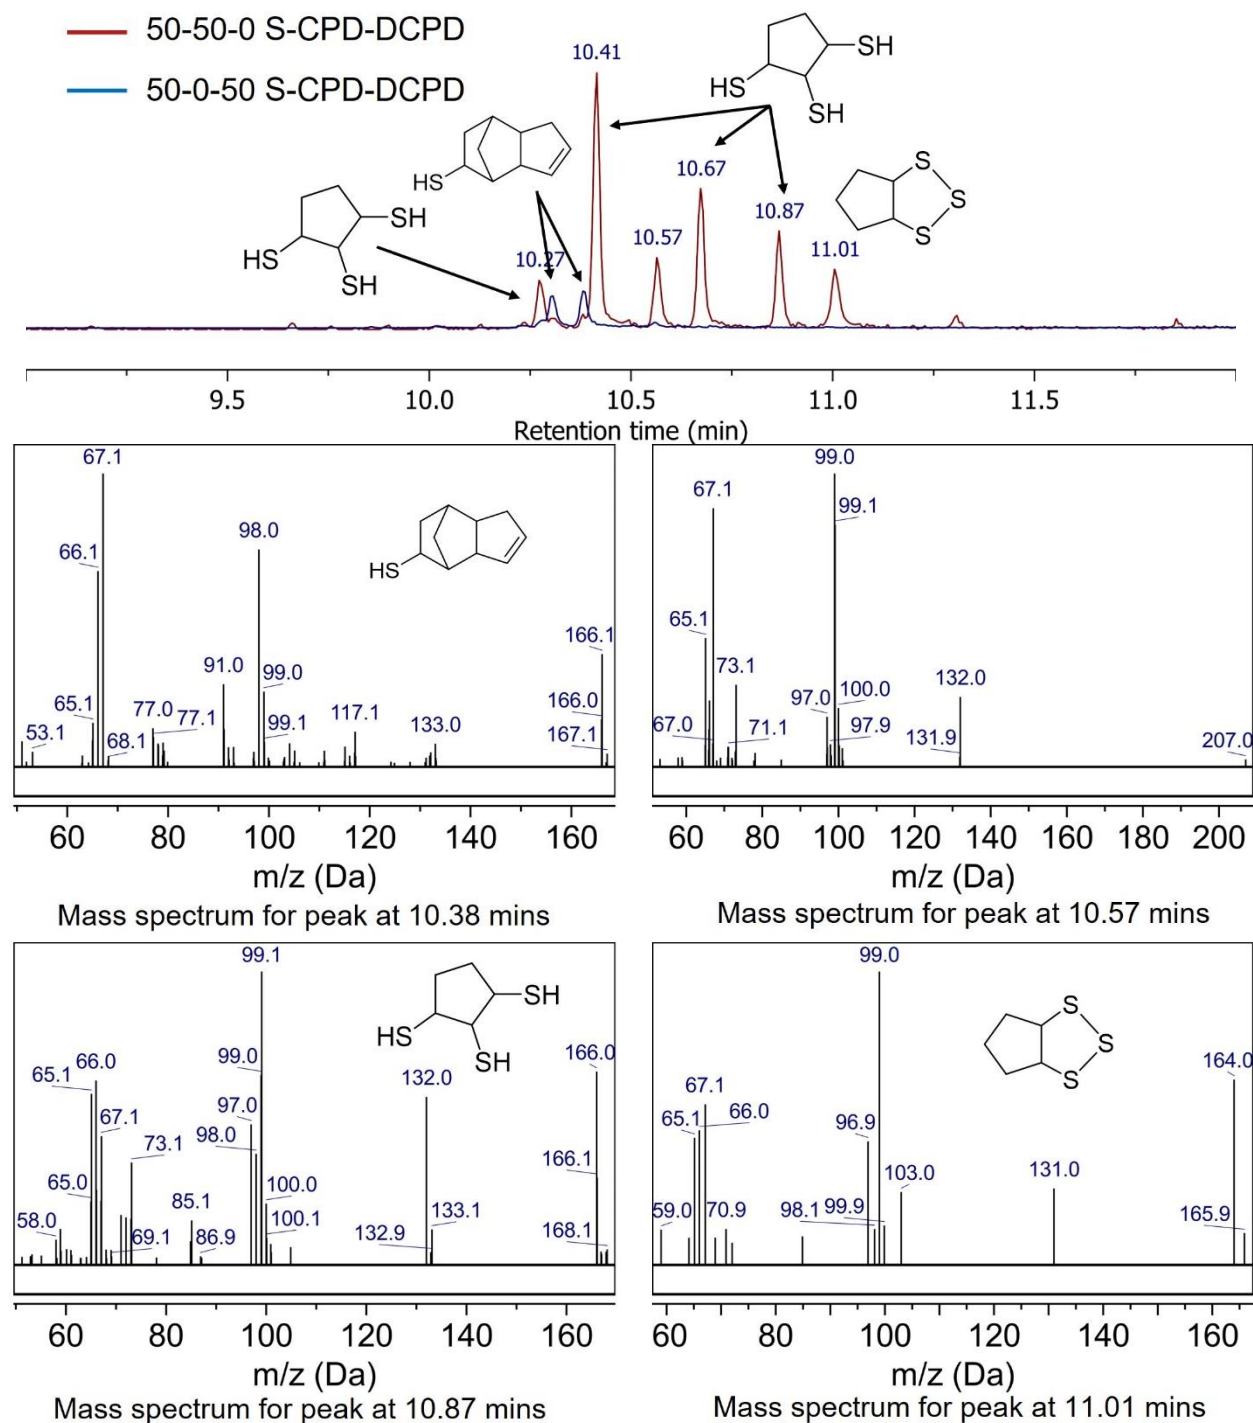 50-50-0 S-CPD-DCPD
50-0-50 S-CPD-DCPD
10.41
SH
HS
SH
HS
10.67
10.87
S
S
S
SH
HS
SH
10.27
10.57
11.01
9.5 10.0 10.5 11.0 11.5
Retention time (min)
67.1
66.1
98.0
HS
166.1
91.0
99.0
65.1
77.0
77.1
99.1
117.1
166.0
53.1
68.1
133.0
167.1
60 80 100 120 140 160
m/z (Da)
Mass spectrum for peak at 10.38 mins
99.0
67.1
99.1
65.1
73.1
132.0
97.0
100.0
67.0
71.1
97.9
131.9
207.0
60 80 100 120 140 160 180 200
m/z (Da)
Mass spectrum for peak at 10.57 mins
99.1
SH
HS
SH
65.1
66.0
99.0
132.0
166.0
67.1
97.0
73.1
98.0
166.1
65.0
85.1
100.0
58.0
69.1
86.9
100.1
132.9
133.1
168.1
60 80 100 120 140 160
m/z (Da)
Mass spectrum for peak at 10.87 mins
99.0
S
S
S
67.1
164.0
65.1
66.0
96.9
103.0
131.0
59.0
70.9
98.1
99.9
165.9
60 80 100 120 140 160
m/z (Da)
Mass spectrum for peak at 11.01 mins